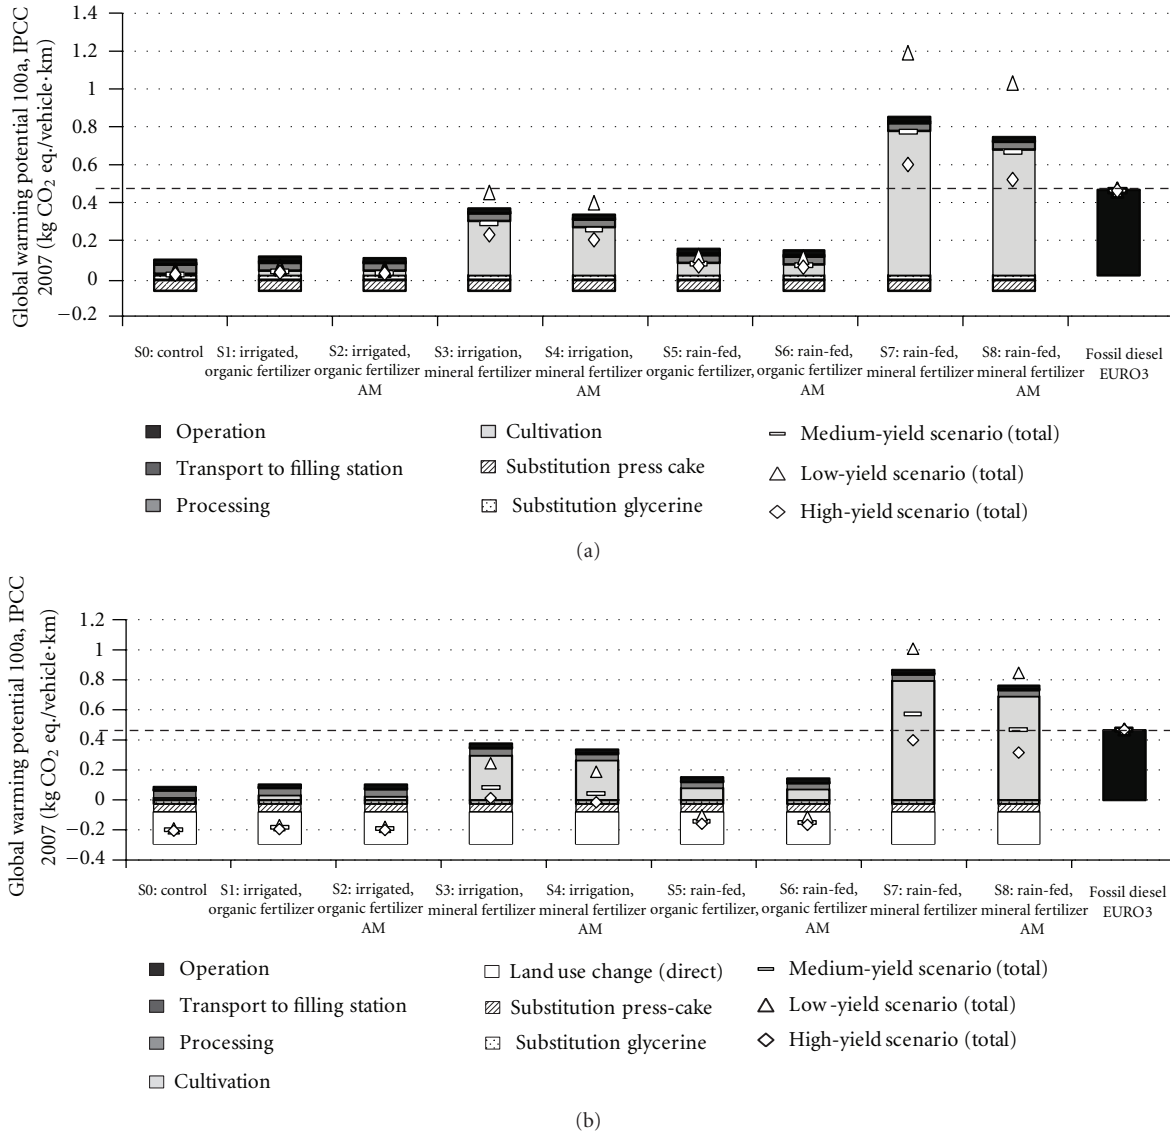 Global warming potential 100a, IPCC
2007 (kg CO2 eq./vehicle·km)
1.4
1.2
1
0.8
0.6
0.4
0.2
0
−0.2
S0: control
S1: irrigated,
organic fertilizer
S2: irrigated,
organic fertilizer
AM
S3: irrigation,
mineral fertilizer
S4: irrigation,
mineral fertilizer
AM
S5: rain-fed,
organic fertilizer,
S6: rain-fed,
organic fertilizer
AM
S7: rain-fed,
mineral fertilizer
S8: rain-fed,
mineral fertilizer
AM
Fossil diesel
EURO3
Operation
Transport to filling station
Processing
Cultivation
Substitution press cake
Substitution glycerine
Medium-yield scenario (total)
Low-yield scenario (total)
High-yield scenario (total)
(a)
Global warming potential 100a, IPCC
2007 (kg CO2 eq./vehicle·km)
1.2
1
0.8
0.6
0.4
0.2
0
−0.2
−0.4
S0: control
S1: irrigated,
organic fertilizer
S2: irrigated,
organic fertilizer
AM
S3: irrigation,
mineral fertilizer
S4: irrigation,
mineral fertilizer
AM
S5: rain-fed,
organic fertilizer,
S6: rain-fed,
organic fertilizer
AM
S7: rain-fed,
mineral fertilizer
S8: rain-fed,
mineral fertilizer
AM
Fossil diesel
EURO3
Operation
Transport to filling station
Processing
Cultivation
Land use change (direct)
Substitution press-cake
Substitution glycerine
Medium-yield scenario (total)
Low-yield scenario (total)
High-yield scenario (total)
(b)